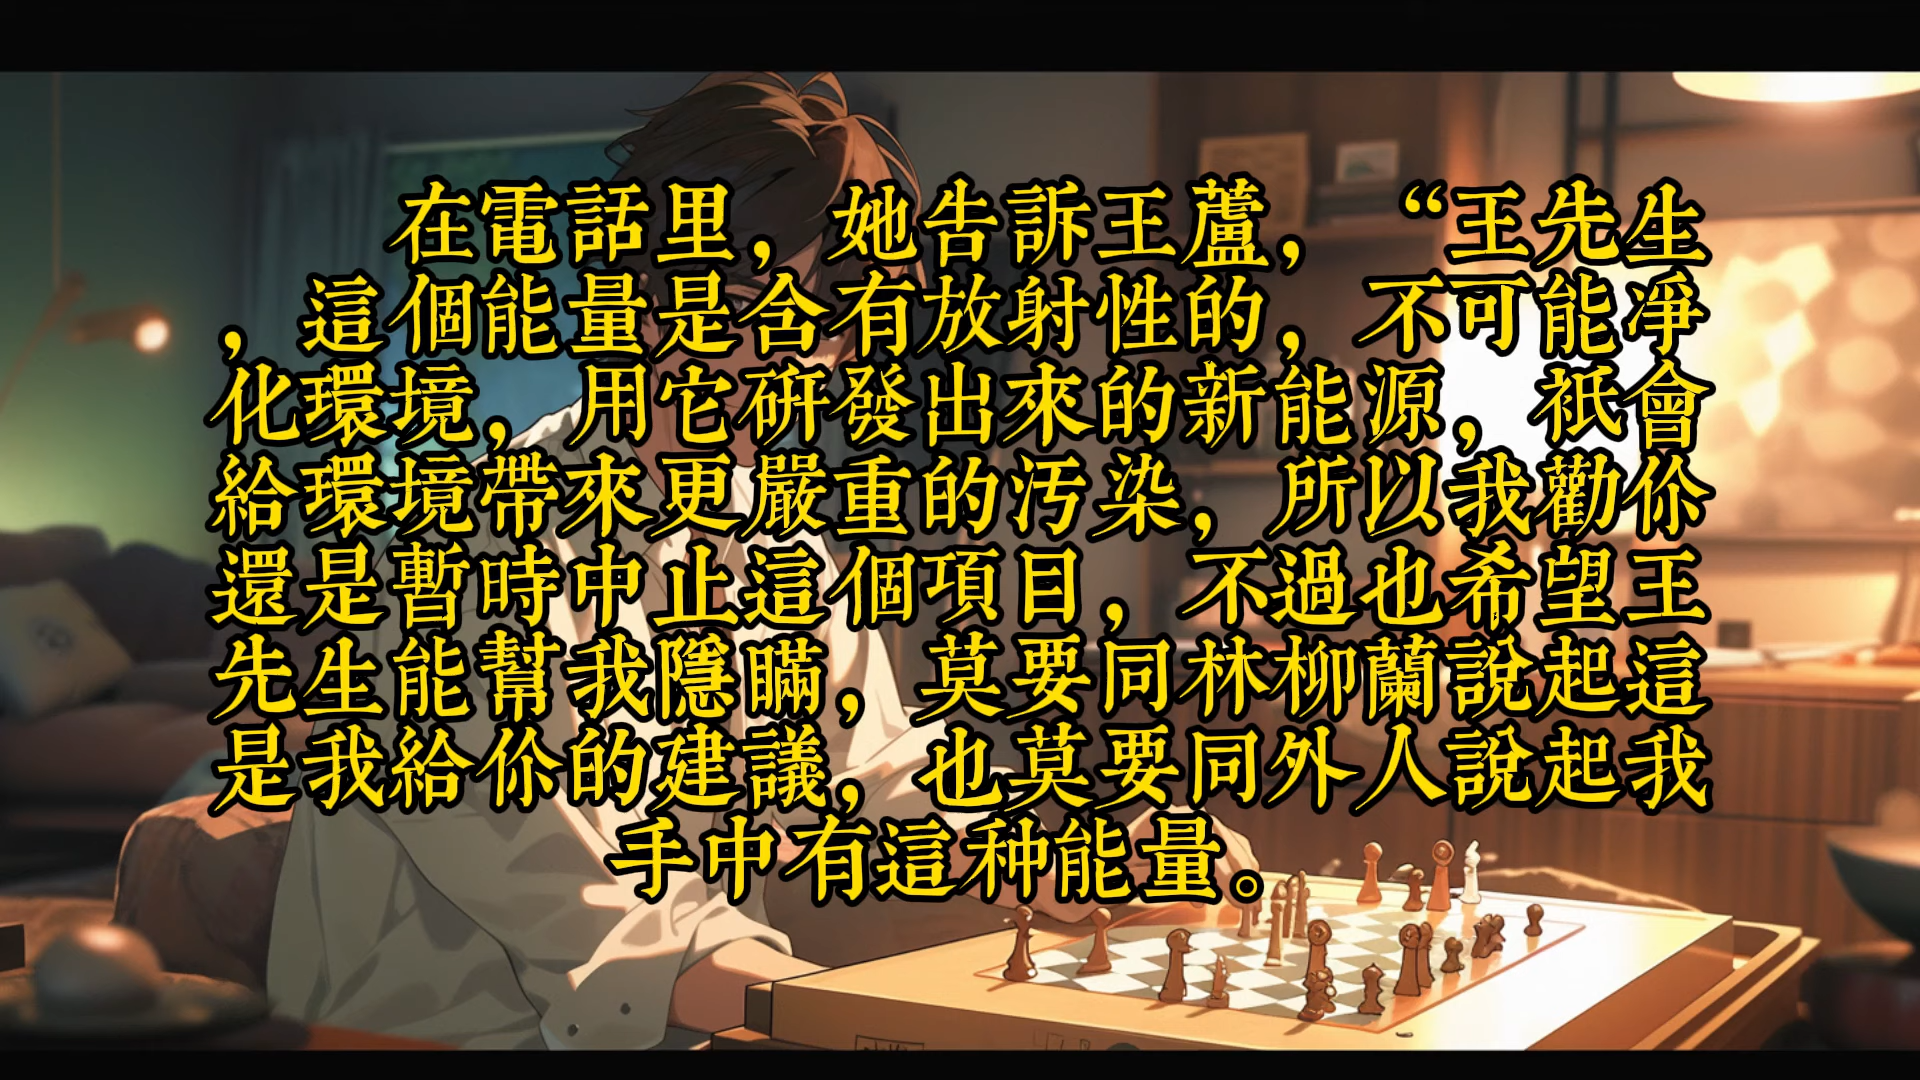 在電話里，她告訴王蘆，“王先生
，這個能量是含有放射性的，不可能凈
化環境，用它研發出來的新能源，祇會
給環境帶來更嚴重的污染，所以我勸你
還是暫時中止這個項目，不過也希望王
先生能幫我隱瞞，莫要同林柳蘭說起這
是我給你的建議，也莫要同外人說起我
手中有這种能量。